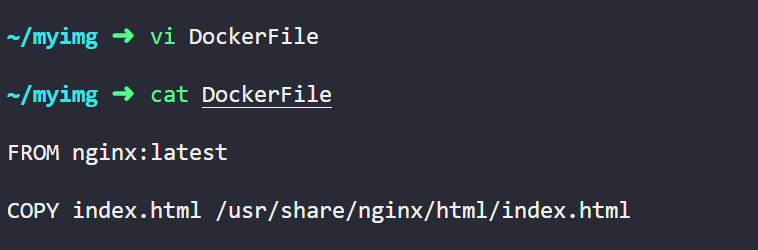 ~/myimg ➜ vi DockerFile
~/myimg ➜ cat DockerFile
FROM nginx:latest
COPY index.html /usr/share/nginx/html/index.html